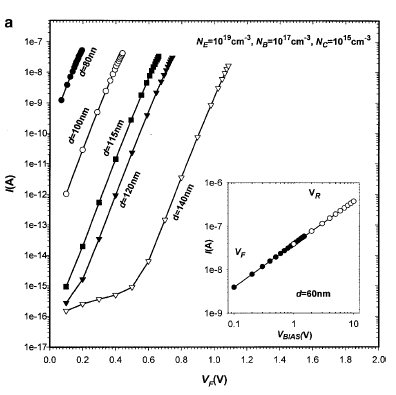 a
N_E=10^19cm^-3, N_B=10^17cm^-3, N_C=10^15cm^-3
1e-7
1e-8
1e-9
1e-10
1e-11
1e-12
1e-13
1e-14
1e-15
1e-16
1e-17
I(A)
d=80nm
d=100nm
d=115nm
d=120nm
d=140nm
0.0
0.2
0.4
0.6
0.8
1.0
1.2
1.4
1.6
1.8
2.0
V_F(V)
1e-6
1e-7
1e-8
1e-9
I(A)
V_R
V_F
d=60nm
0.1
1
10
V_BIAS(V)